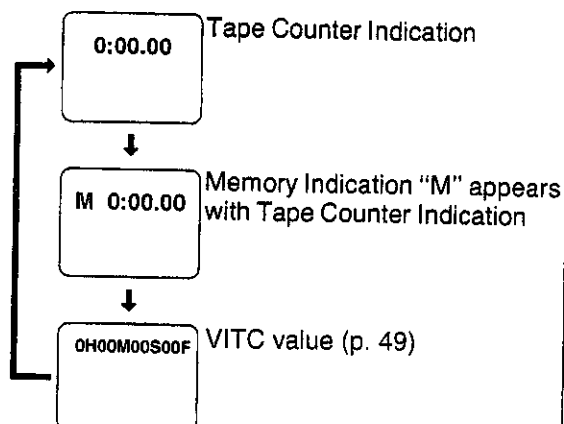 0:00.00
Tape Counter Indication
M 0:00.00
Memory Indication "M" appears
with Tape Counter Indication
0H00M00S00F
VITC value (p. 49)